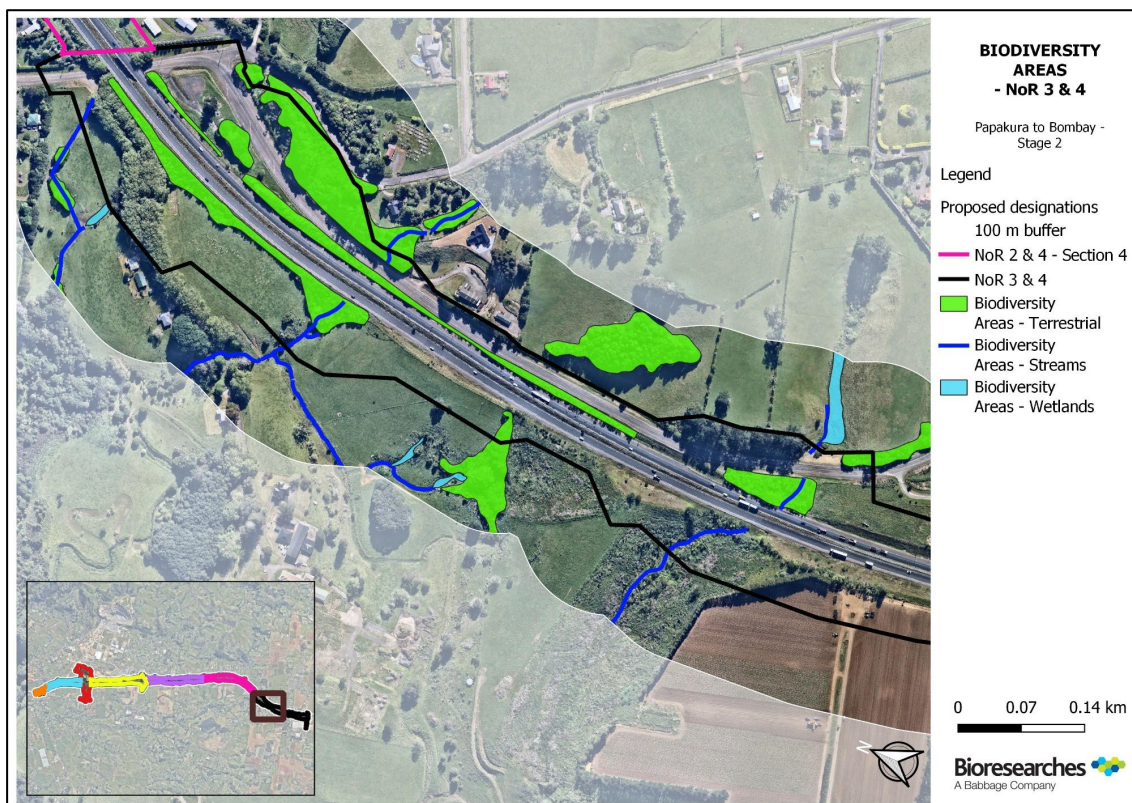 BIODIVERSITY
AREAS
- NoR 3 & 4
Papakura to Bombay -
Stage 2
Legend
Proposed designations
100 m buffer
NoR 2 & 4 - Section 4
NoR 3 & 4
Biodiversity
Areas - Terrestrial
Biodiversity
Areas - Streams
Biodiversity
Areas - Wetlands
0 0.07 0.14 km
N
Bioresearches
A Babbage Company